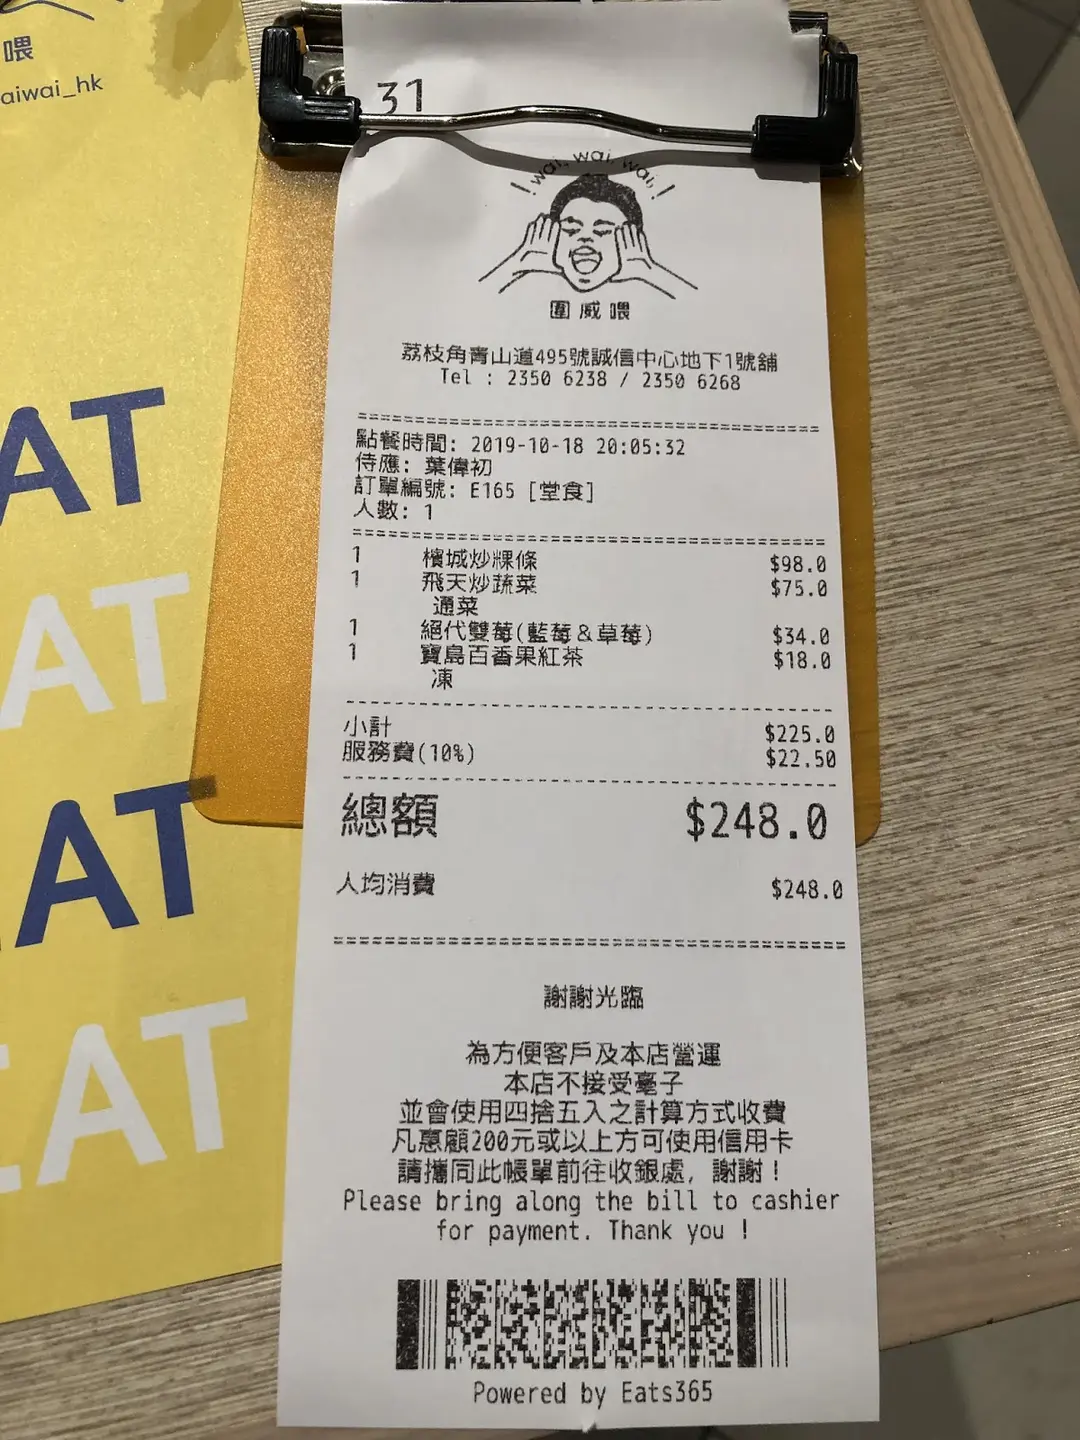 喂
aiwai_hk
AT
AT
AT
EAT
31
wai, wai, wai,
圍威喂
荔枝角青山道495號誠信中心地下1號舖
Tel : 2350 6238 / 2350 6268
點餐時間: 2019-10-18 20:05:32
侍應: 葉偉初
訂單編號: E165 [堂食]
人數: 1
1 檳城炒粿條 $98.0
1 飛天炒蔬菜 $75.0
通菜
1 絕代雙莓(藍莓&草莓) $34.0
1 寶島百香果紅茶 $18.0
凍
小計 $225.0
服務費(10%) $22.50
總額 $248.0
人均消費 $248.0
謝謝光臨
為方便客戶及本店營運
本店不接受毫子
並會使用四捨五入之計算方式收費
凡惠顧200元或以上方可使用信用卡
請攜同此帳單前往收銀處, 謝謝!
Please bring along the bill to cashier
for payment. Thank you !
Powered by Eats365